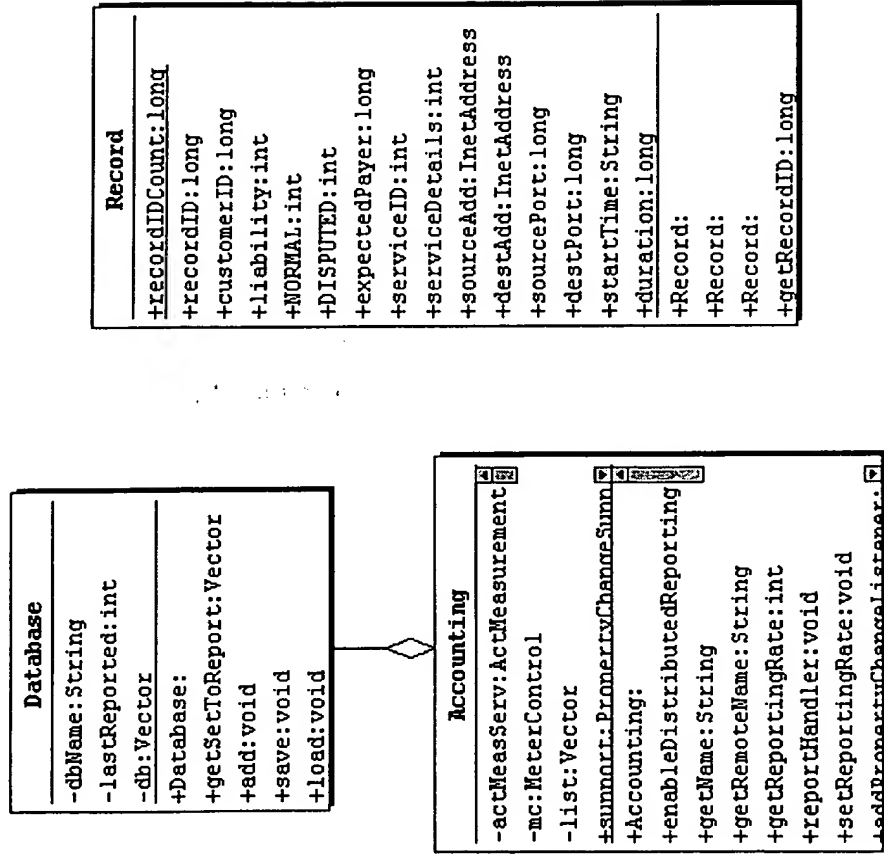 Database
-dbName:String
-lastReported:int
-db:Vector
+Database:
+getSetToReport:Vector
+add:void
+save:void
+load:void
Accounting
-actMeasServ:ActMeasurement
-mc:MeterControl
-list:Vector
+support:PropertyChangeSupp
+Accounting:
+enableDistributedReporting
+getName:String
+getRemoteName:String
+getReportingRate:int
+reportHandler:void
+setReportingRate:void
+addPropertyChangeListener:
Record
+recordIDCount:long
+recordID:long
+customerID:long
+liability:int
+NORMAL:int
+DISPUTED:int
+expectedPayer:long
+serviceID:int
+serviceDetails:int
+sourceAdd:InetAddress
+destAdd:InetAddress
+sourcePort:long
+destPort:long
+startTime:String
+duration:long
+Record:
+Record:
+Record:
+getRecordID:long